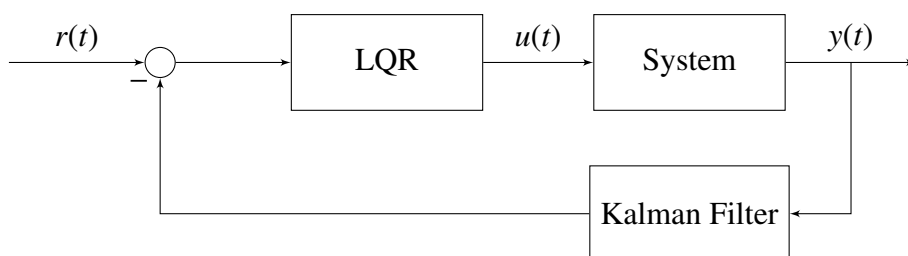 r(t)
LQR
u(t)
System
y(t)
−
Kalman Filter